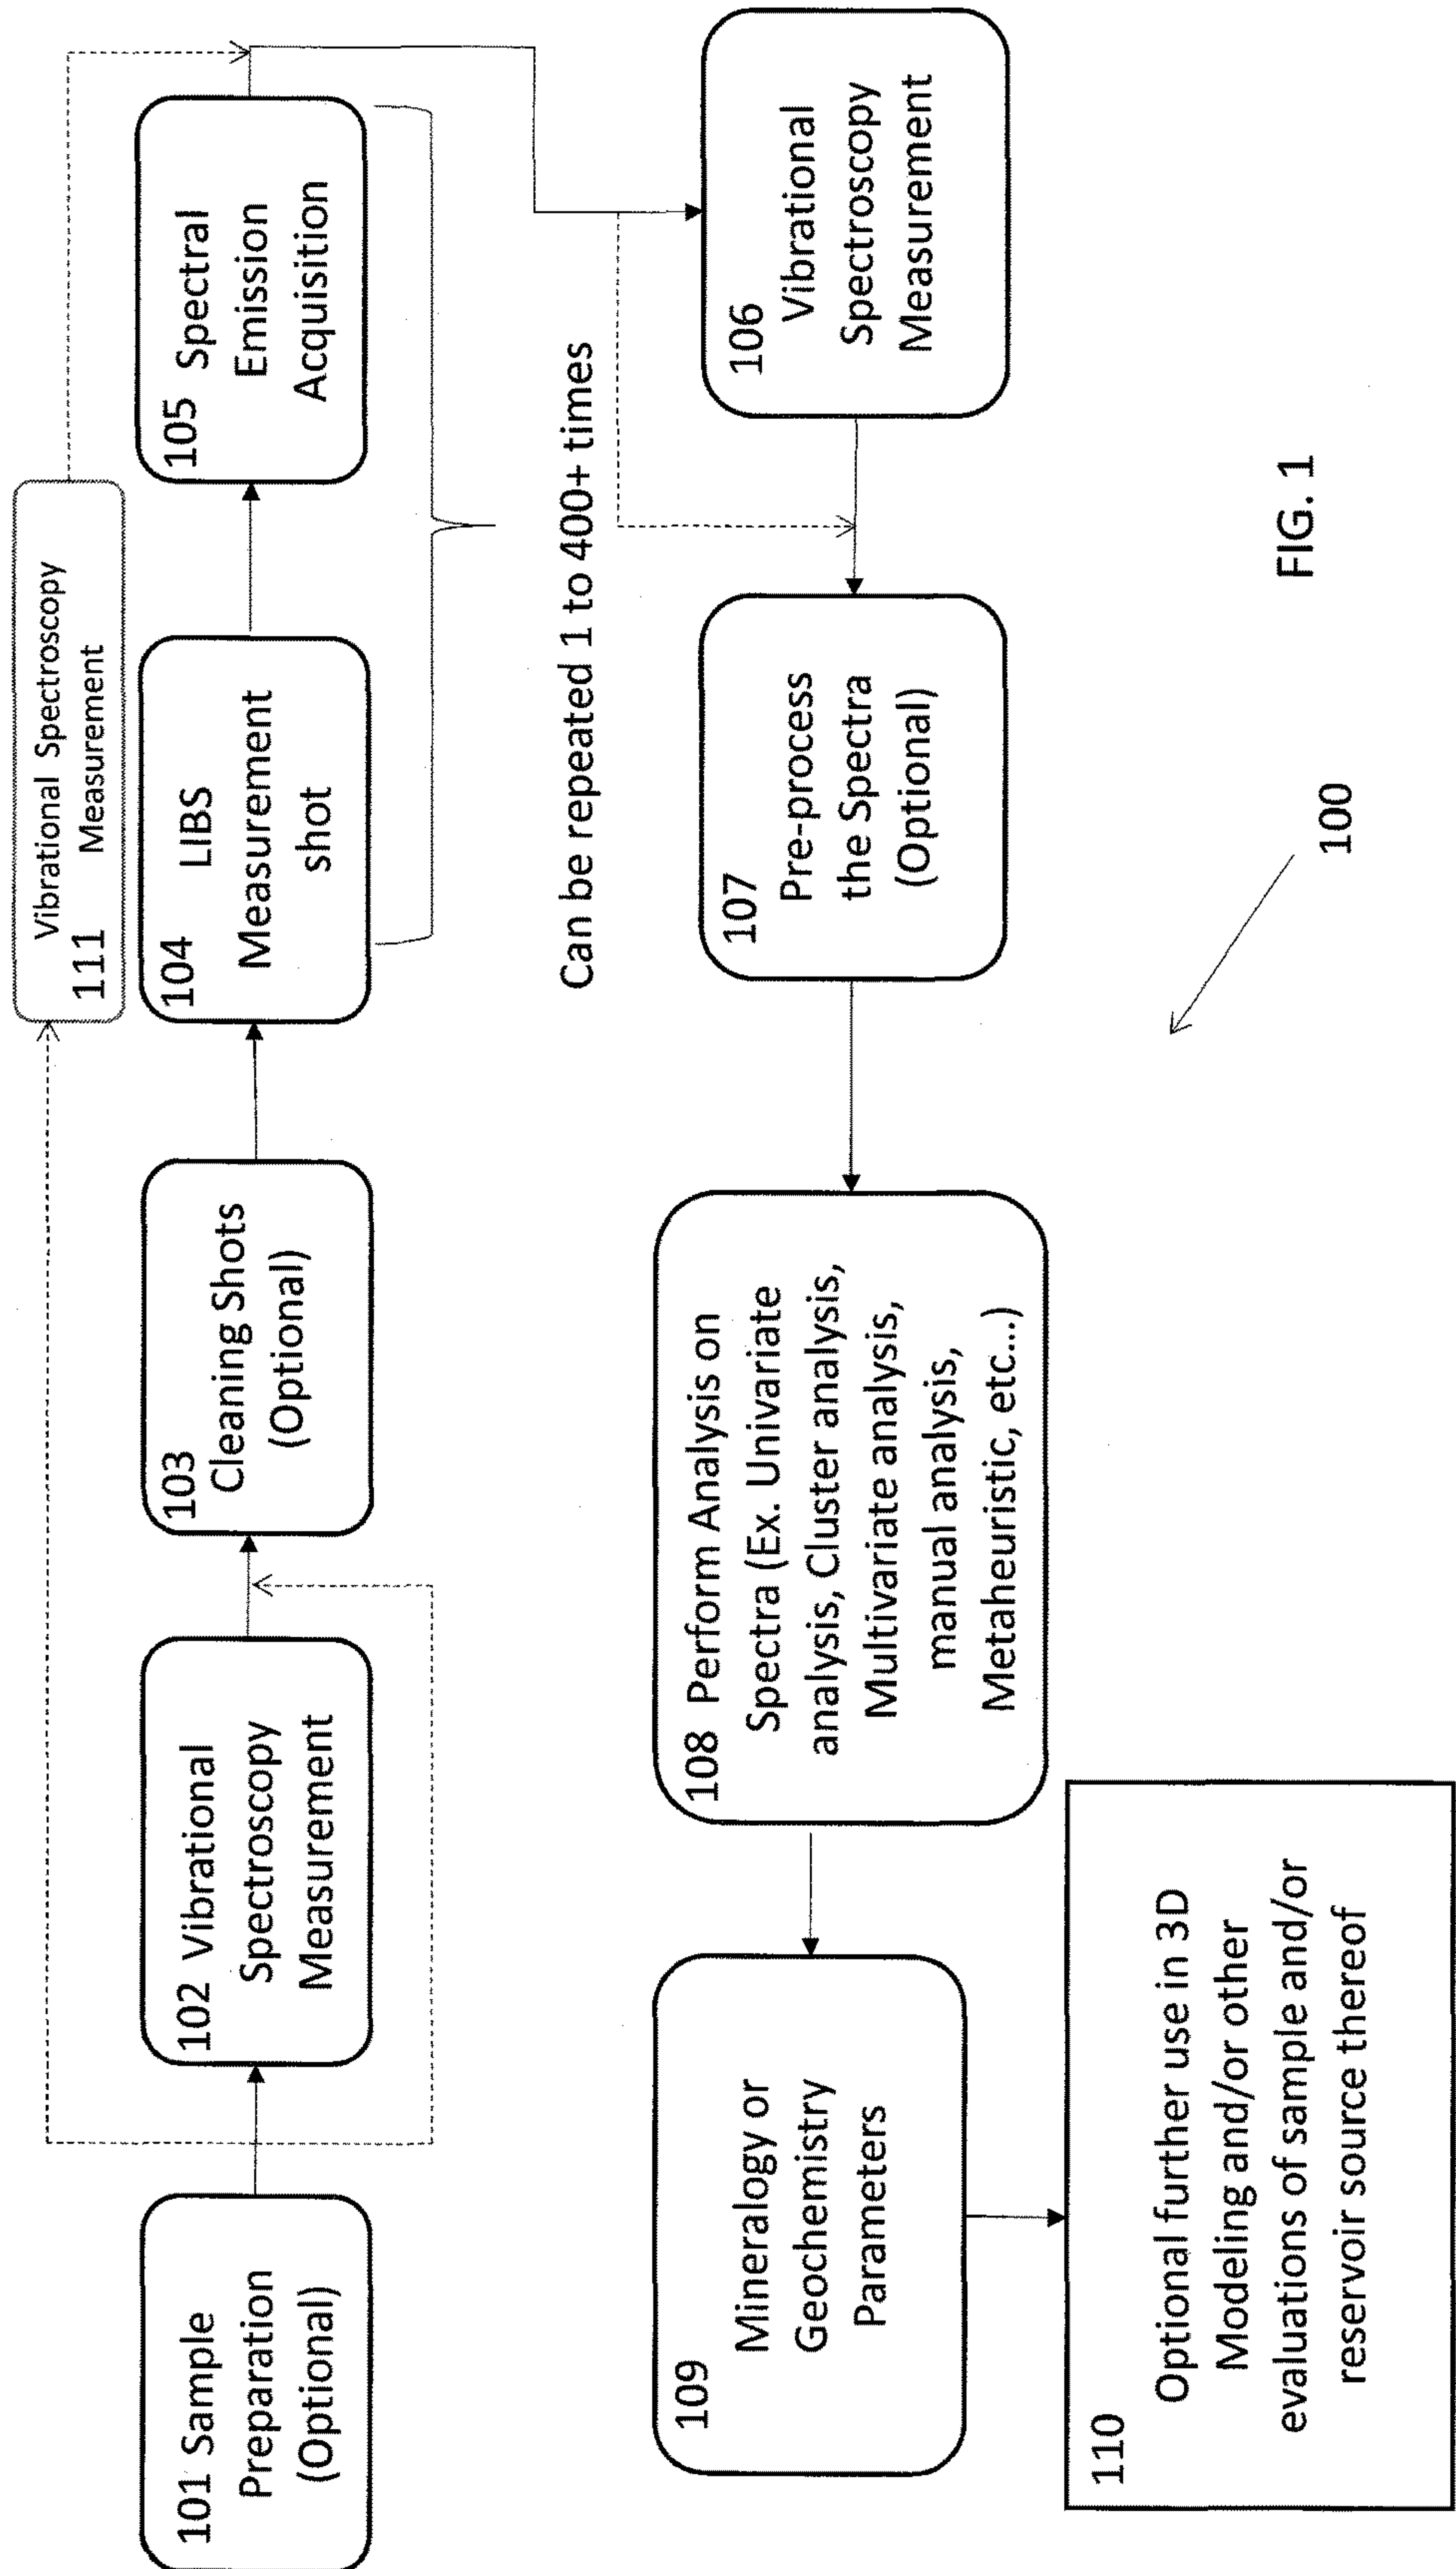 Vibrational Spectroscopy
111 Measurement
101 Sample
Preparation
(Optional)
102 Vibrational
Spectroscopy
Measurement
103
Cleaning Shots
(Optional)
104 LIBS
Measurement
shot
105 Spectral
Emission
Acquisition
Can be repeated 1 to 400+ times
106
Vibrational
Spectroscopy
Measurement
107
Pre-process
the Spectra
(Optional)
108 Perform Analysis on
Spectra (Ex. Univariate
analysis, Cluster analysis,
Multivariate analysis,
manual analysis,
Metaheuristic, etc...)
109
Mineralogy or
Geochemistry
Parameters
110
Optional further use in 3D
Modeling and/or other
evaluations of sample and/or
reservoir source thereof
100
FIG. 1